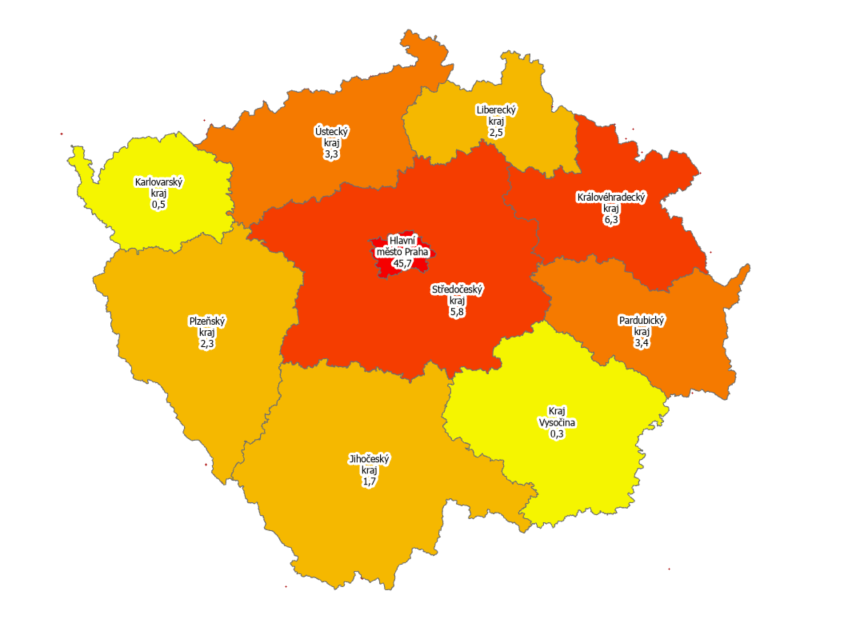 Liberecký
kraj
2,5
Ústecký
kraj
3,3
Karlovarský
kraj
0,5
Královéhradecký
kraj
6,3
Hlavní
město Praha
45,7
Středočeský
kraj
5,8
Plzeňský
kraj
2,3
Pardubický
kraj
3,4
Kraj
Vysočina
0,3
Jihočeský
kraj
1,7